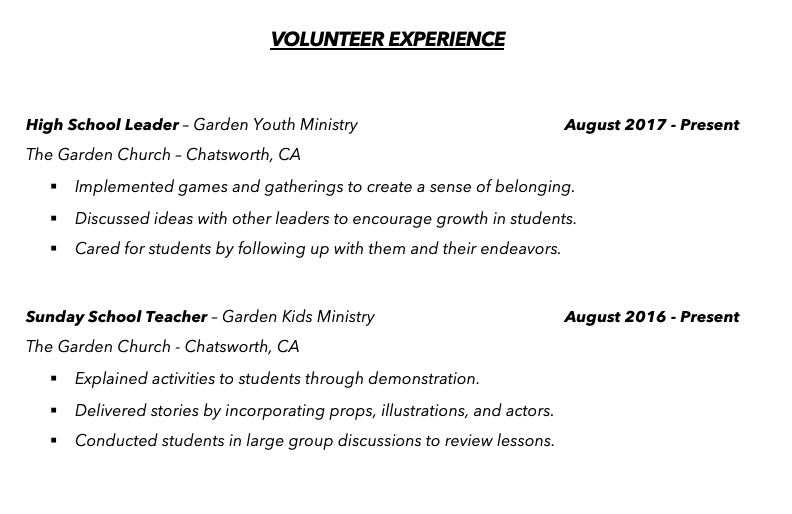 VOLUNTEER EXPERIENCE
High School Leader – Garden Youth Ministry August 2017 - Present
The Garden Church – Chatsworth, CA
▪ Implemented games and gatherings to create a sense of belonging.
▪ Discussed ideas with other leaders to encourage growth in students.
▪ Cared for students by following up with them and their endeavors.
Sunday School Teacher – Garden Kids Ministry August 2016 - Present
The Garden Church - Chatsworth, CA
▪ Explained activities to students through demonstration.
▪ Delivered stories by incorporating props, illustrations, and actors.
▪ Conducted students in large group discussions to review lessons.